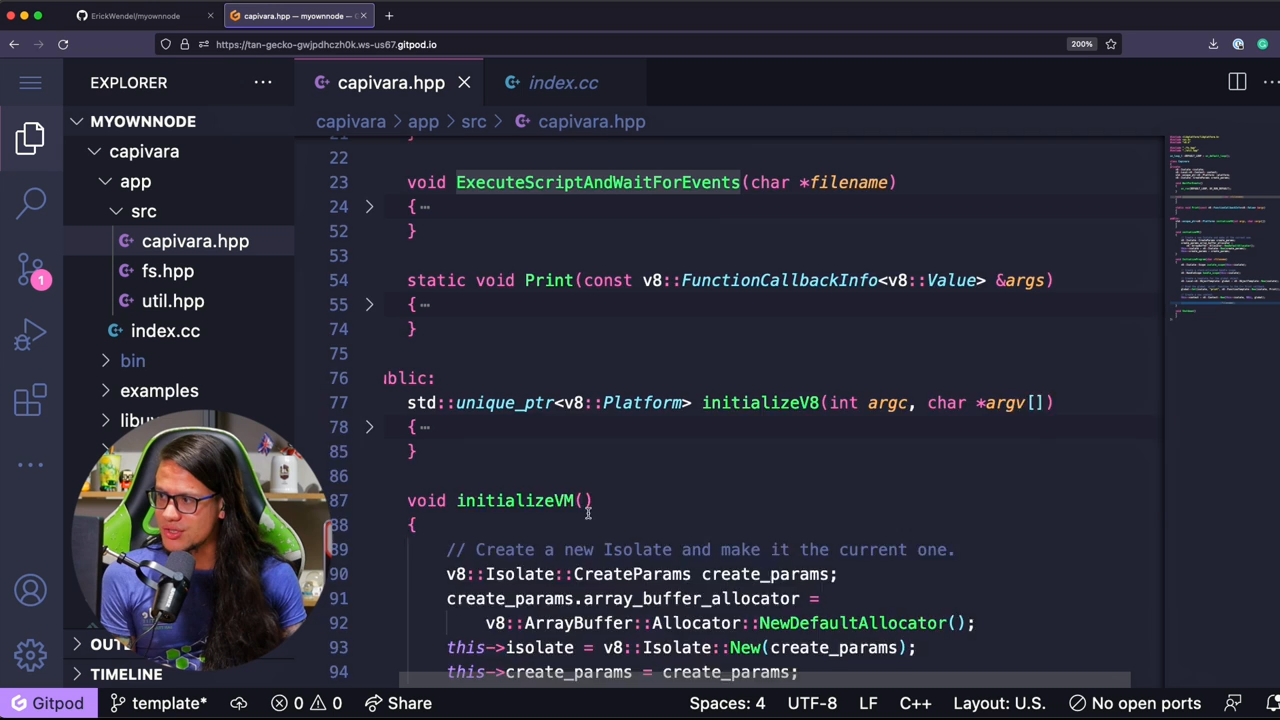 ErickWendel/myownnode
capivara.hpp — myownnode — G
https://tan-gecko-gwjpdhczh0k.ws-us67.gitpod.io
200%
EXPLORER
MYOWNNODE
capivara
app
src
capivara.hpp
fs.hpp
util.hpp
index.cc
bin
examples
OUT
TIMELINE
1
capivara.hpp
index.cc
capivara > app > src > capivara.hpp
21 }
22
23 void ExecuteScriptAndWaitForEvents(char *filename)
24 { …
52 }
53
54 static void Print(const v8::FunctionCallbackInfo<v8::Value> &args)
55 { …
74 }
75
76 ublic:
77 std::unique_ptr<v8::Platform> initializeV8(int argc, char *argv[])
78 { …
85 }
86
87 void initializeVM()
88 {
89 // Create a new Isolate and make it the current one.
90 v8::Isolate::CreateParams create_params;
91 create_params.array_buffer_allocator =
92 v8::ArrayBuffer::Allocator::NewDefaultAllocator();
93 this->isolate = v8::Isolate::New(create_params);
94 this->create_params = create_params;
Gitpod
template*
0
0
Share
Spaces: 4
UTF-8
LF
C++
Layout: U.S.
No open ports